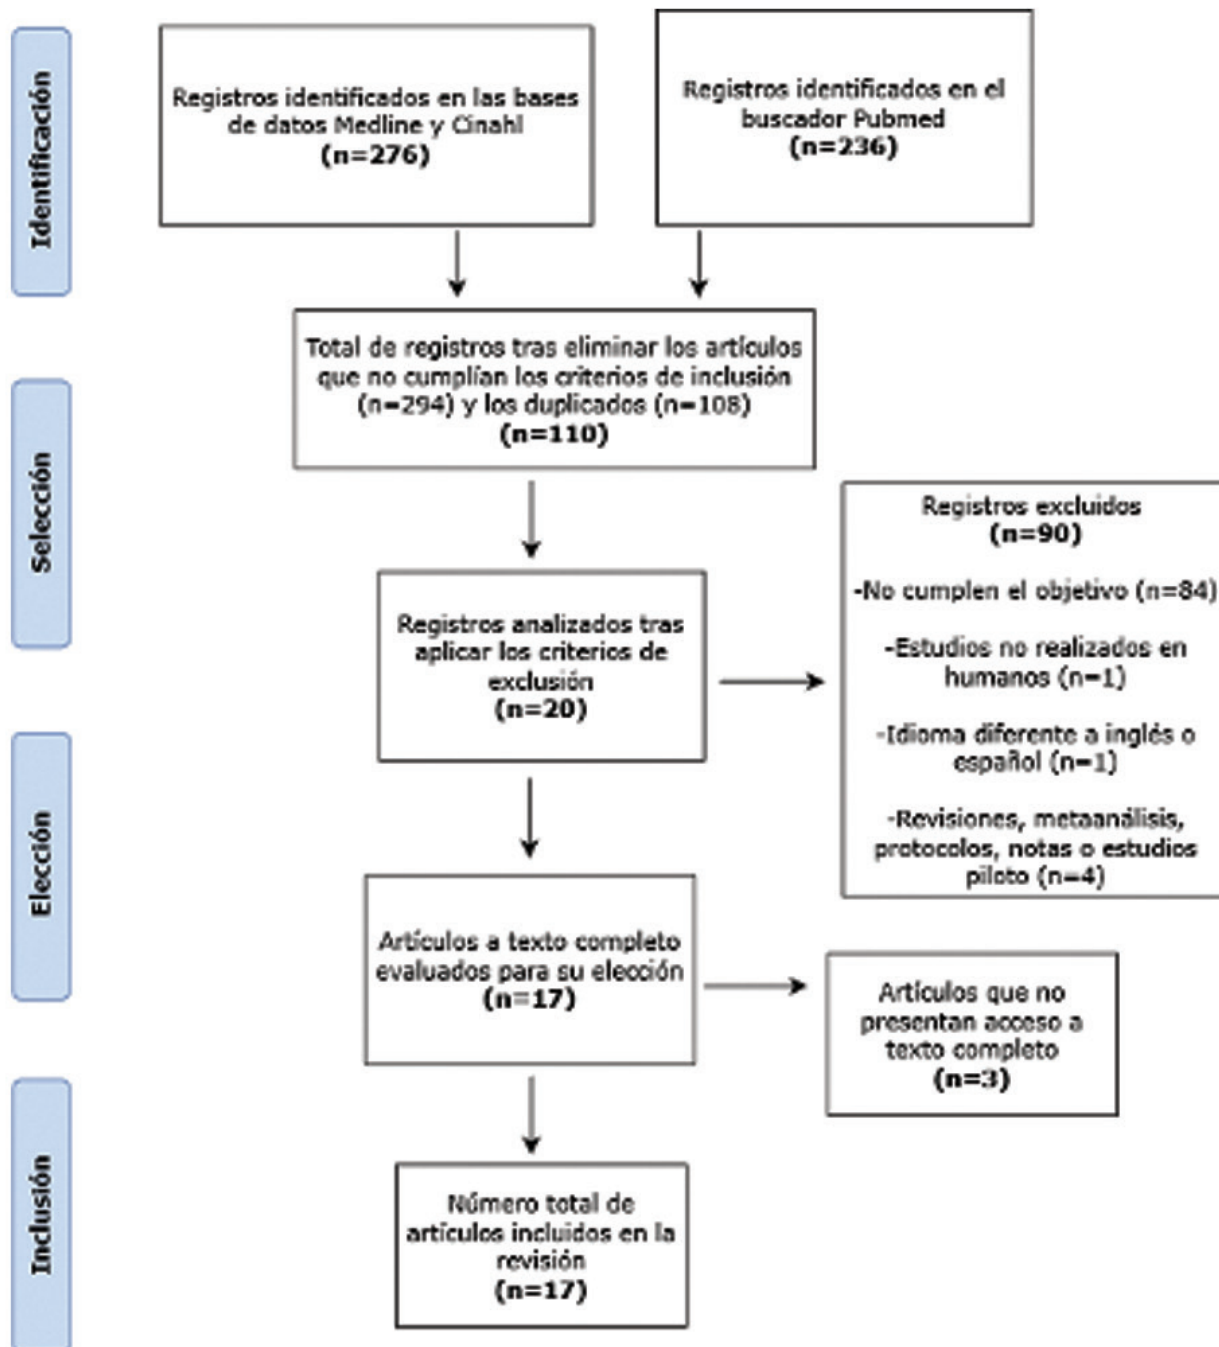 Identificación
Registros identificados en las bases
de datos Medline y Cinahl
(n=276)
Registros identificados en el
buscador Pubmed
(n=236)
Selección
Total de registros tras eliminar los artículos
que no cumplían los criterios de inclusión
(n=294) y los duplicados (n=108)
(n=110)
Registros analizados tras
aplicar los criterios de
exclusión
(n=20)
Registros excluidos
(n=90)
-No cumplen el objetivo (n=84)
-Estudios no realizados en
humanos (n=1)
-Idioma diferente a inglés o
español (n=1)
-Revisiones, metaanálisis,
protocolos, notas o estudios
piloto (n=4)
Elección
Artículos a texto completo
evaluados para su elección
(n=17)
Artículos que no
presentan acceso a
texto completo
(n=3)
Inclusión
Número total de
artículos incluidos en la
revisión
(n=17)